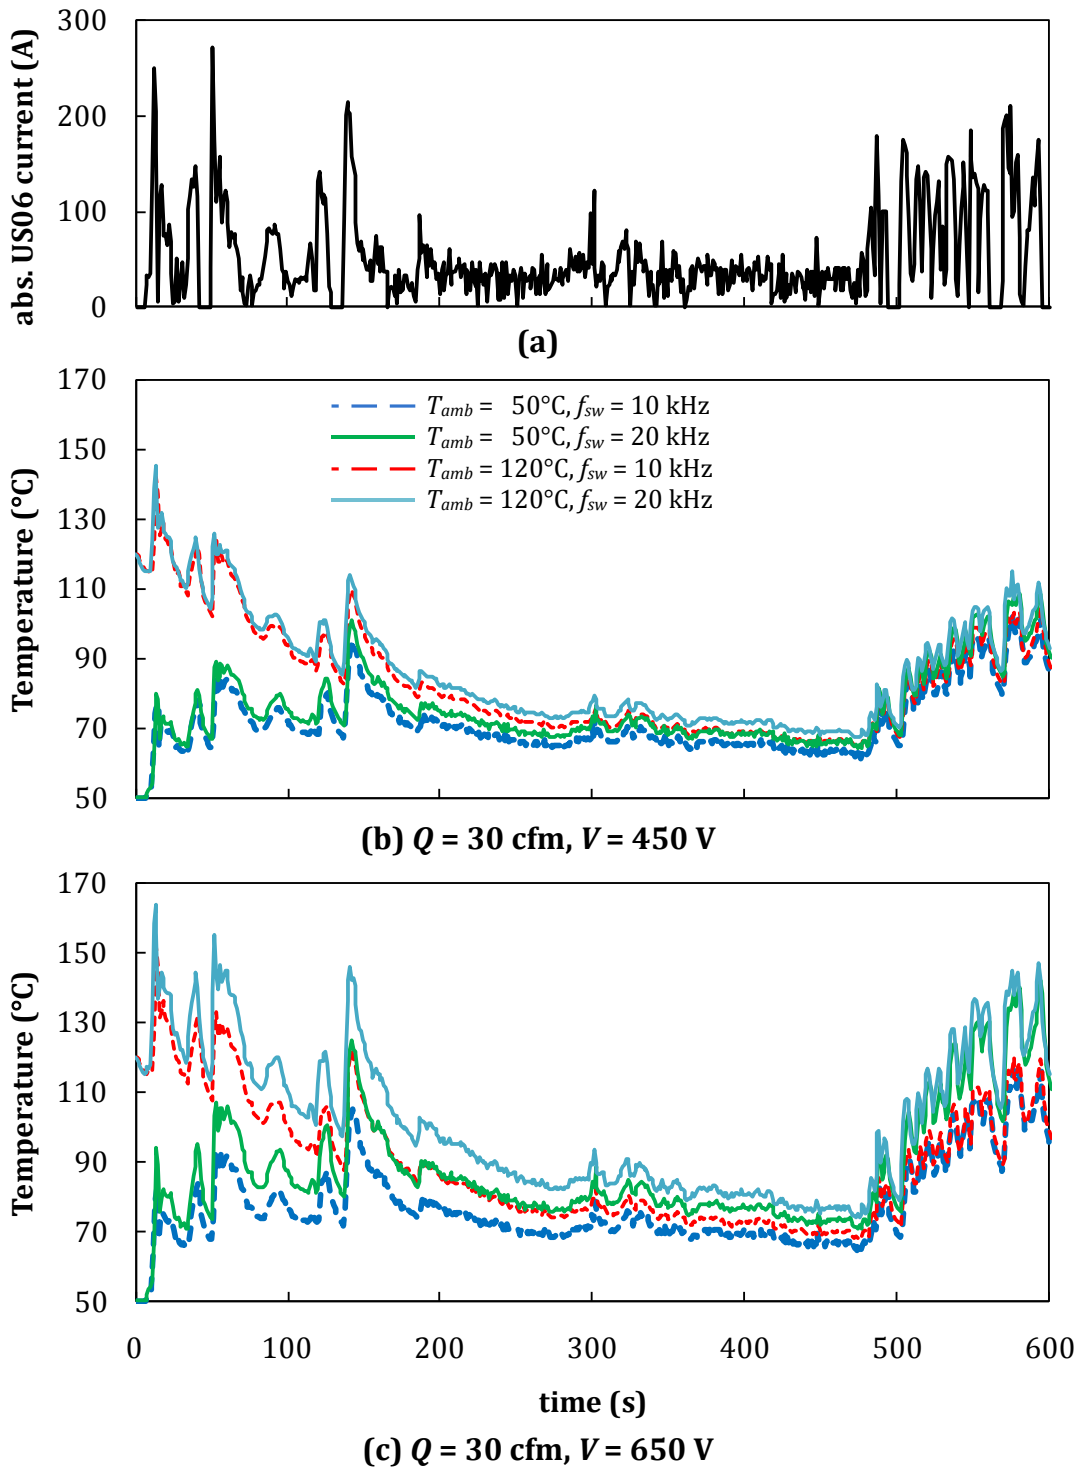 abs. US06 current (A)
300
200
100
0
(a)
Temperature (°C)
170
150
130
110
90
70
50
T_amb = 50°C, f_sw = 10 kHz
T_amb = 50°C, f_sw = 20 kHz
T_amb = 120°C, f_sw = 10 kHz
T_amb = 120°C, f_sw = 20 kHz
(b) Q = 30 cfm, V = 450 V
Temperature (°C)
170
150
130
110
90
70
50
0 100 200 300 400 500 600
time (s)
(c) Q = 30 cfm, V = 650 V